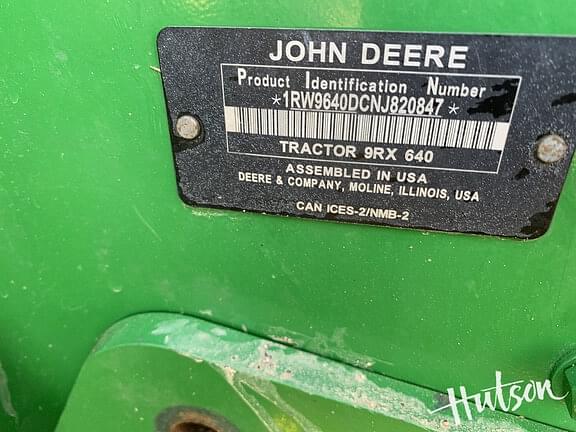 JOHN DEERE
Product Identification Number
*1RW9640DCNJ820847*
TRACTOR 9RX 640
ASSEMBLED IN USA
DEERE & COMPANY, MOLINE, ILLINOIS, USA
CAN ICES-2/NMB-2
Hutson